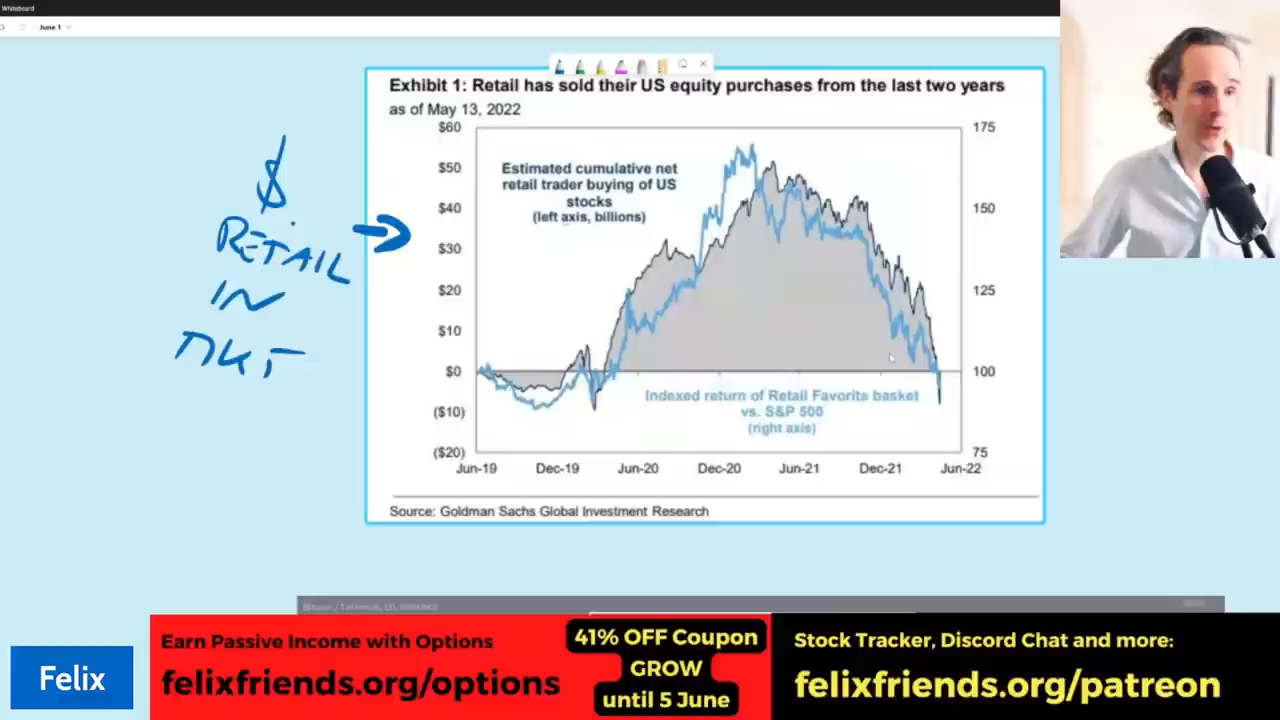 Whiteboard
June 1
Exhibit 1: Retail has sold their US equity purchases from the last two years
as of May 13, 2022
$60
$50
$40
$30
$20
$10
$0
($10)
($20)
175
150
125
100
75
Estimated cumulative net
retail trader buying of US
stocks
(left axis, billions)
Indexed return of Retail Favorite basket
vs. S&P 500
(right axis)
Jun-19 Dec-19 Jun-20 Dec-20 Jun-21 Dec-21 Jun-22
Source: Goldman Sachs Global Investment Research
$
RETAIL
IN
MKT
Felix
Earn Passive Income with Options
felixfriends.org/options
41% OFF Coupon
GROW
until 5 June
Stock Tracker, Discord Chat and more:
felixfriends.org/patreon